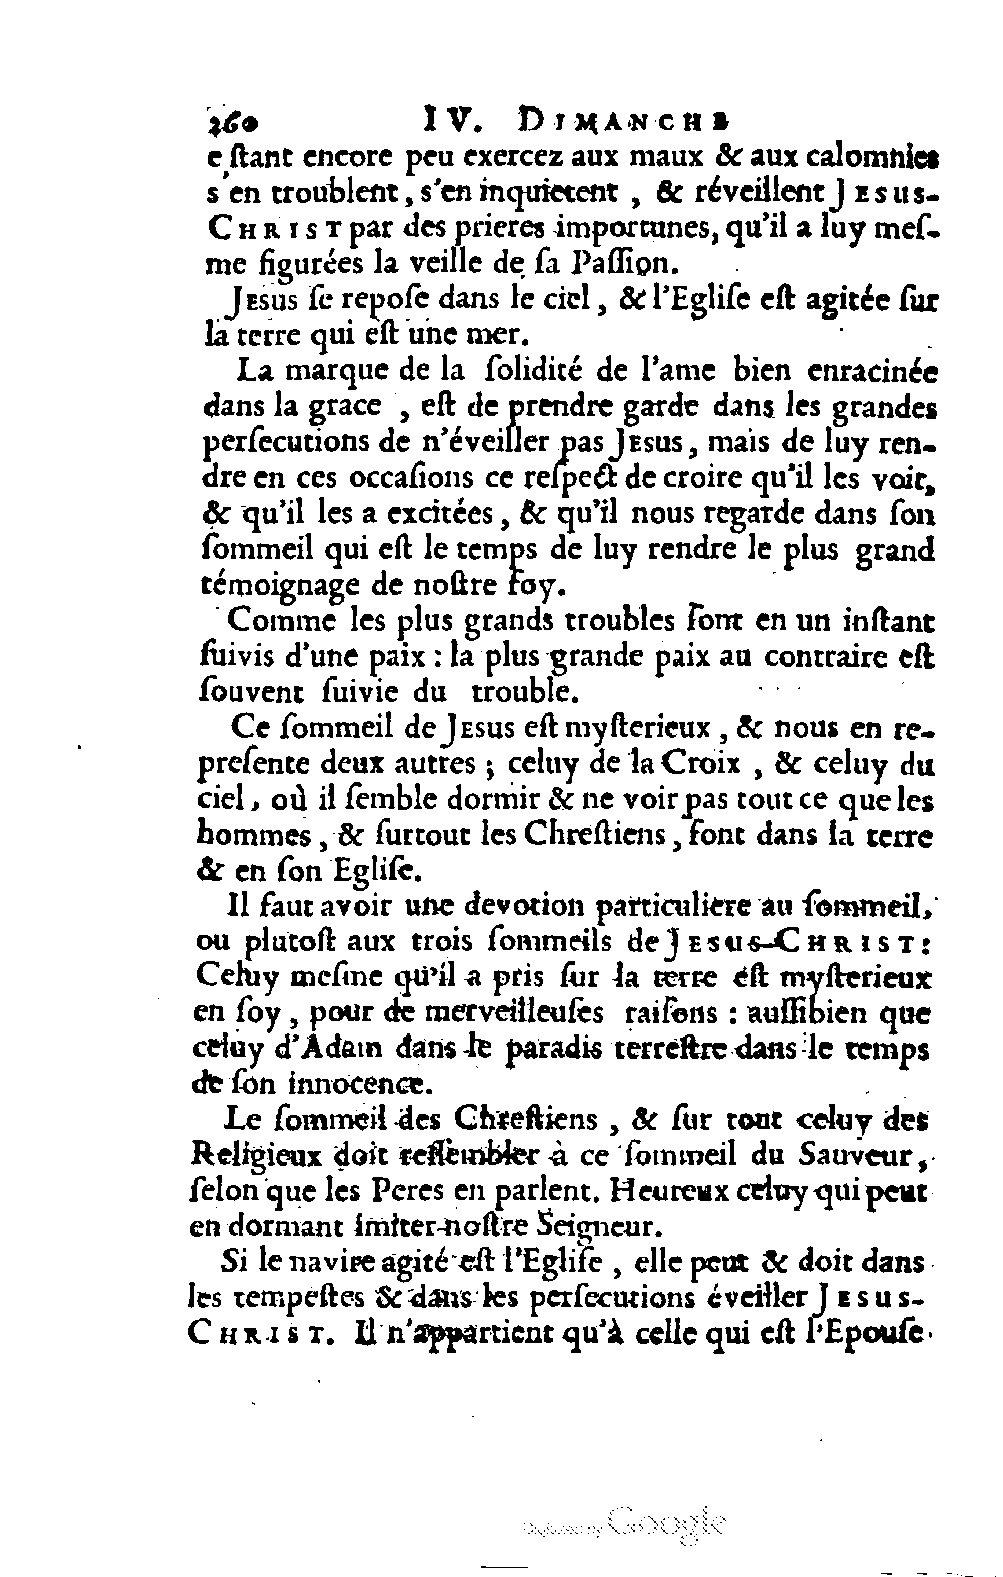 260 IV. DIMANCHE
estant encore peu exercez aux maux & aux calomnies
s'en troublent, s'en inquietent, & réveillent JESUS-
CHRIST par des prieres importunes, qu'il a luy mes-
me figurées la veille de sa Passion.
JESUS se repose dans le ciel, & l'Eglise est agitée sur
la terre qui est une mer.
La marque de la solidité de l'ame bien enracinée
dans la grace, est de prendre garde dans les grandes
persecutions de n'éveiller pas JESUS, mais de luy ren-
dre en ces occasions ce respect de croire qu'il les voit,
& qu'il les a excitées, & qu'il nous regarde dans son
sommeil qui est le temps de luy rendre le plus grand
témoignage de nostre foy.
Comme les plus grands troubles sont en un instant
suivis d'une paix : la plus grande paix au contraire est
souvent suivie du trouble.
Ce sommeil de JESUS est mysterieux, & nous en re-
presente deux autres ; celuy de la Croix, & celuy du
ciel, où il semble dormir & ne voir pas tout ce que les
hommes, & surtout les Chrestiens, font dans la terre
& en son Eglise.
Il faut avoir une devotion particuliere au sommeil,
ou plutost aux trois sommeils de JESUS-CHRIST :
Celuy mesme qu'il a pris sur la terre est mysterieux
en soy, pour de merveilleuses raisons : aussibien que
celuy d'Adam dans le paradis terrestre dans le temps
de son innocence.
Le sommeil des Chrestiens, & sur tout celuy des
Religieux doit ressembler à ce sommeil du Sauveur,
selon que les Peres en parlent. Heureux celuy qui peut
en dormant imiter nostre Seigneur.
Si le navire agité est l'Eglise, elle peut & doit dans
les tempestes & dans les persecutions éveiller JESUS-
CHRIST. Il n'appartient qu'à celle qui est l'Epouse
Digitized by Google